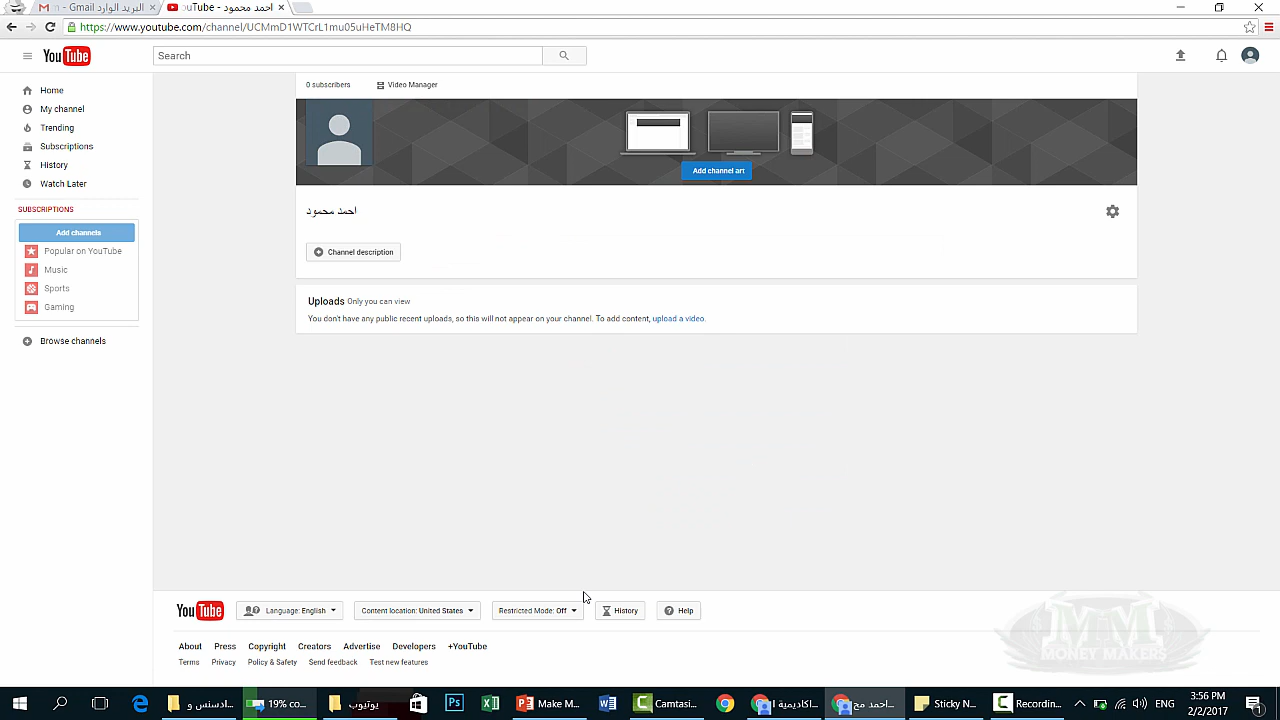 البريد الوارد - Gmail
احمد محمود - YouTube
https://www.youtube.com/channel/UCMmD1WTCrL1mu05uHeTM8HQ
YouTube
Search
Home
My channel
Trending
Subscriptions
History
Watch Later
SUBSCRIPTIONS
Add channels
Popular on YouTube
Music
Sports
Gaming
Browse channels
0 subscribers Video Manager
Add channel art
احمد محمود
Channel description
Uploads Only you can view
You don't have any public recent uploads, so this will not appear on your channel. To add content, upload a video.
YouTube Language: English Content location: United States Restricted Mode: Off History Help
About Press Copyright Creators Advertise Developers +YouTube
Terms Privacy Policy & Safety Send feedback Test new features
MM
MONEY MAKERS
ادسنس و... 19% co... يوتيوب Make M... Camtasi... اكاديمية ا... احمد مح... Sticky N... Recordin... ENG
3:56 PM
2/2/2017